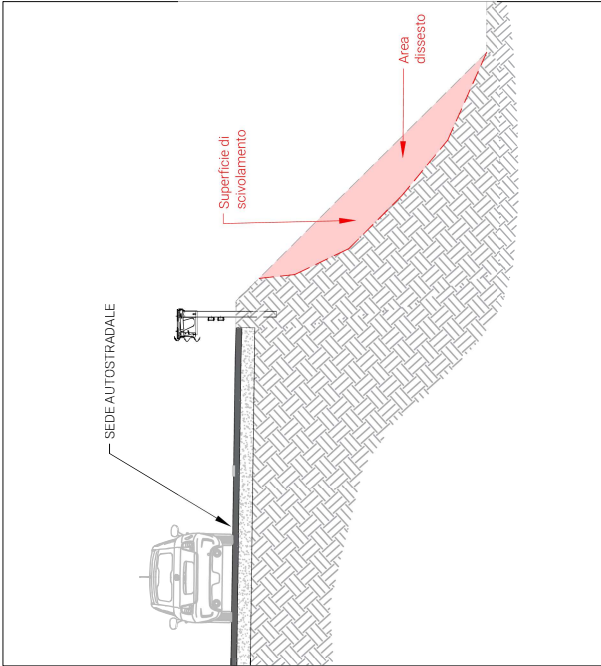 SEDE AUTOSTRADALE
Superficie di
scivolamento
Area
dissesto